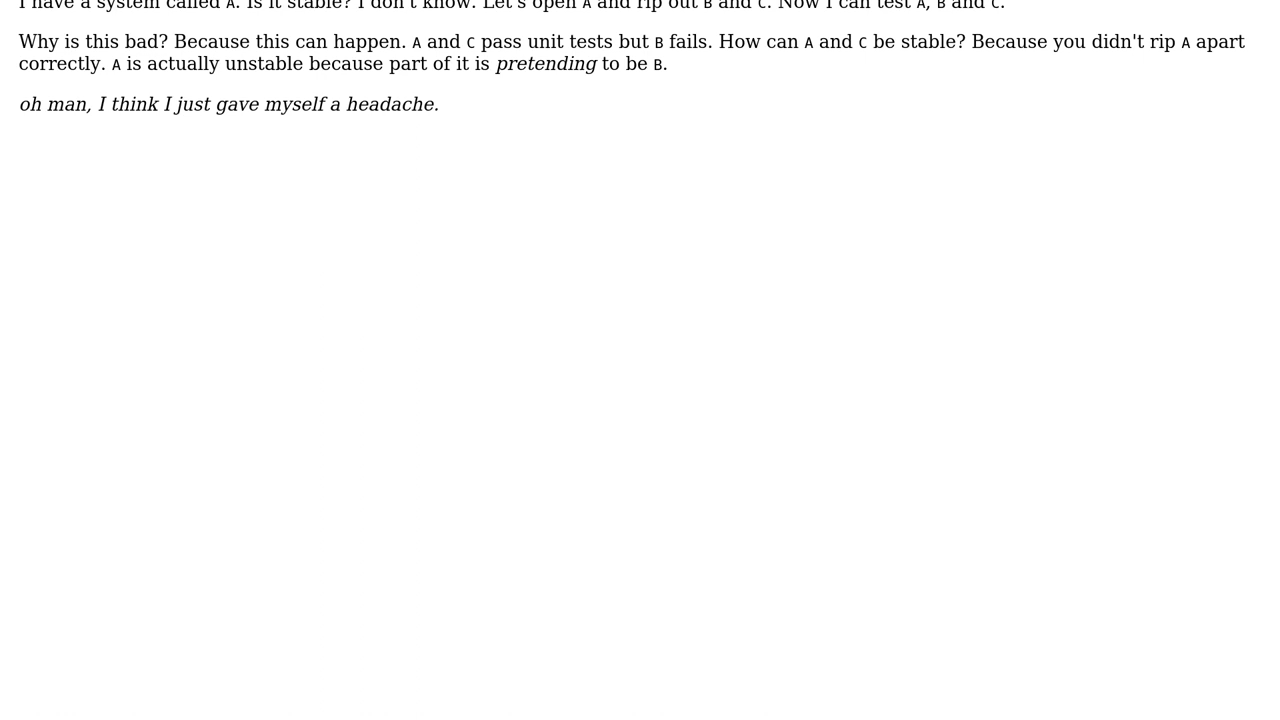 I have a system called A. Is it stable? I don't know. Let's open A and rip out B and C. Now I can test A, B and C.
Why is this bad? Because this can happen. A and C pass unit tests but B fails. How can A and C be stable? Because you didn't rip A apart
correctly. A is actually unstable because part of it is pretending to be B.
oh man, I think I just gave myself a headache.